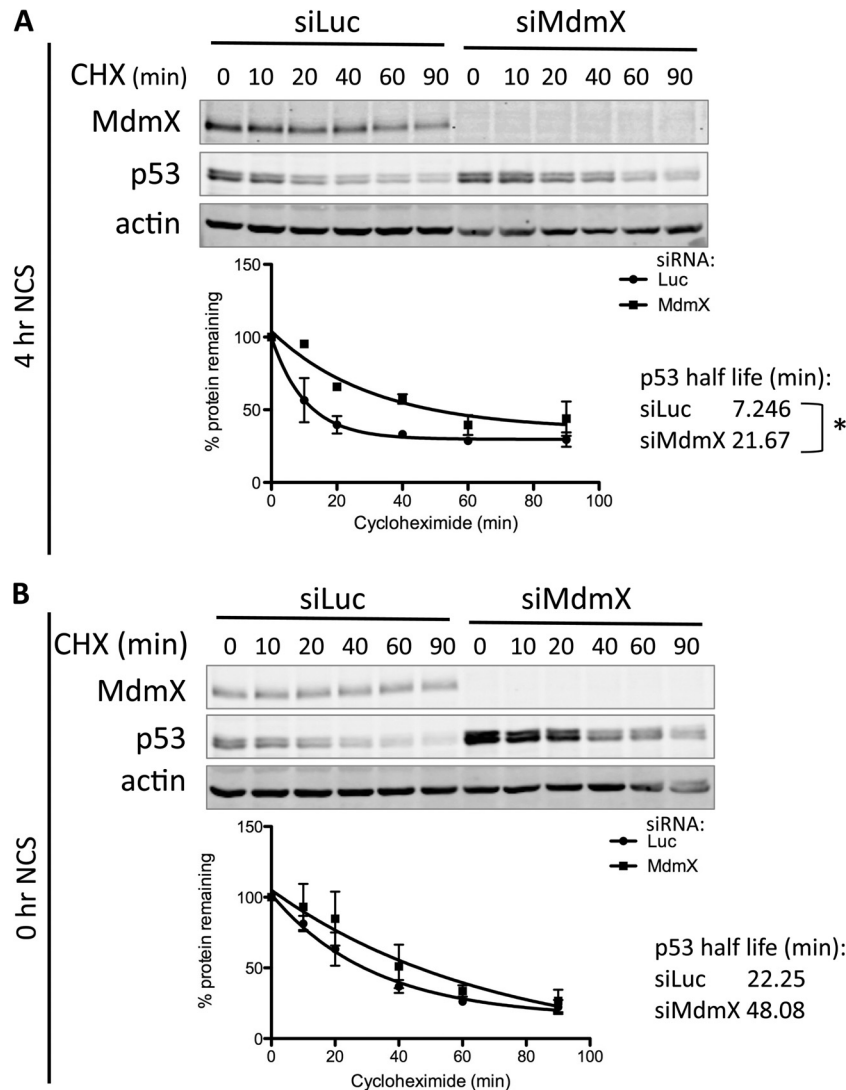 A
siLuc siMdmX
CHX (min) 0 10 20 40 60 90 0 10 20 40 60 90
MdmX
p53
actin
4 hr NCS
150
100
50
0
% protein remaining
0 20 40 60 80 100
Cycloheximide (min)
siRNA:
Luc
MdmX
p53 half life (min):
siLuc 7.246
siMdmX 21.67
*
B
siLuc siMdmX
CHX (min) 0 10 20 40 60 90 0 10 20 40 60 90
MdmX
p53
actin
0 hr NCS
150
100
50
0
% protein remaining
0 20 40 60 80 100
Cycloheximide (min)
siRNA:
Luc
MdmX
p53 half life (min):
siLuc 22.25
siMdmX 48.08